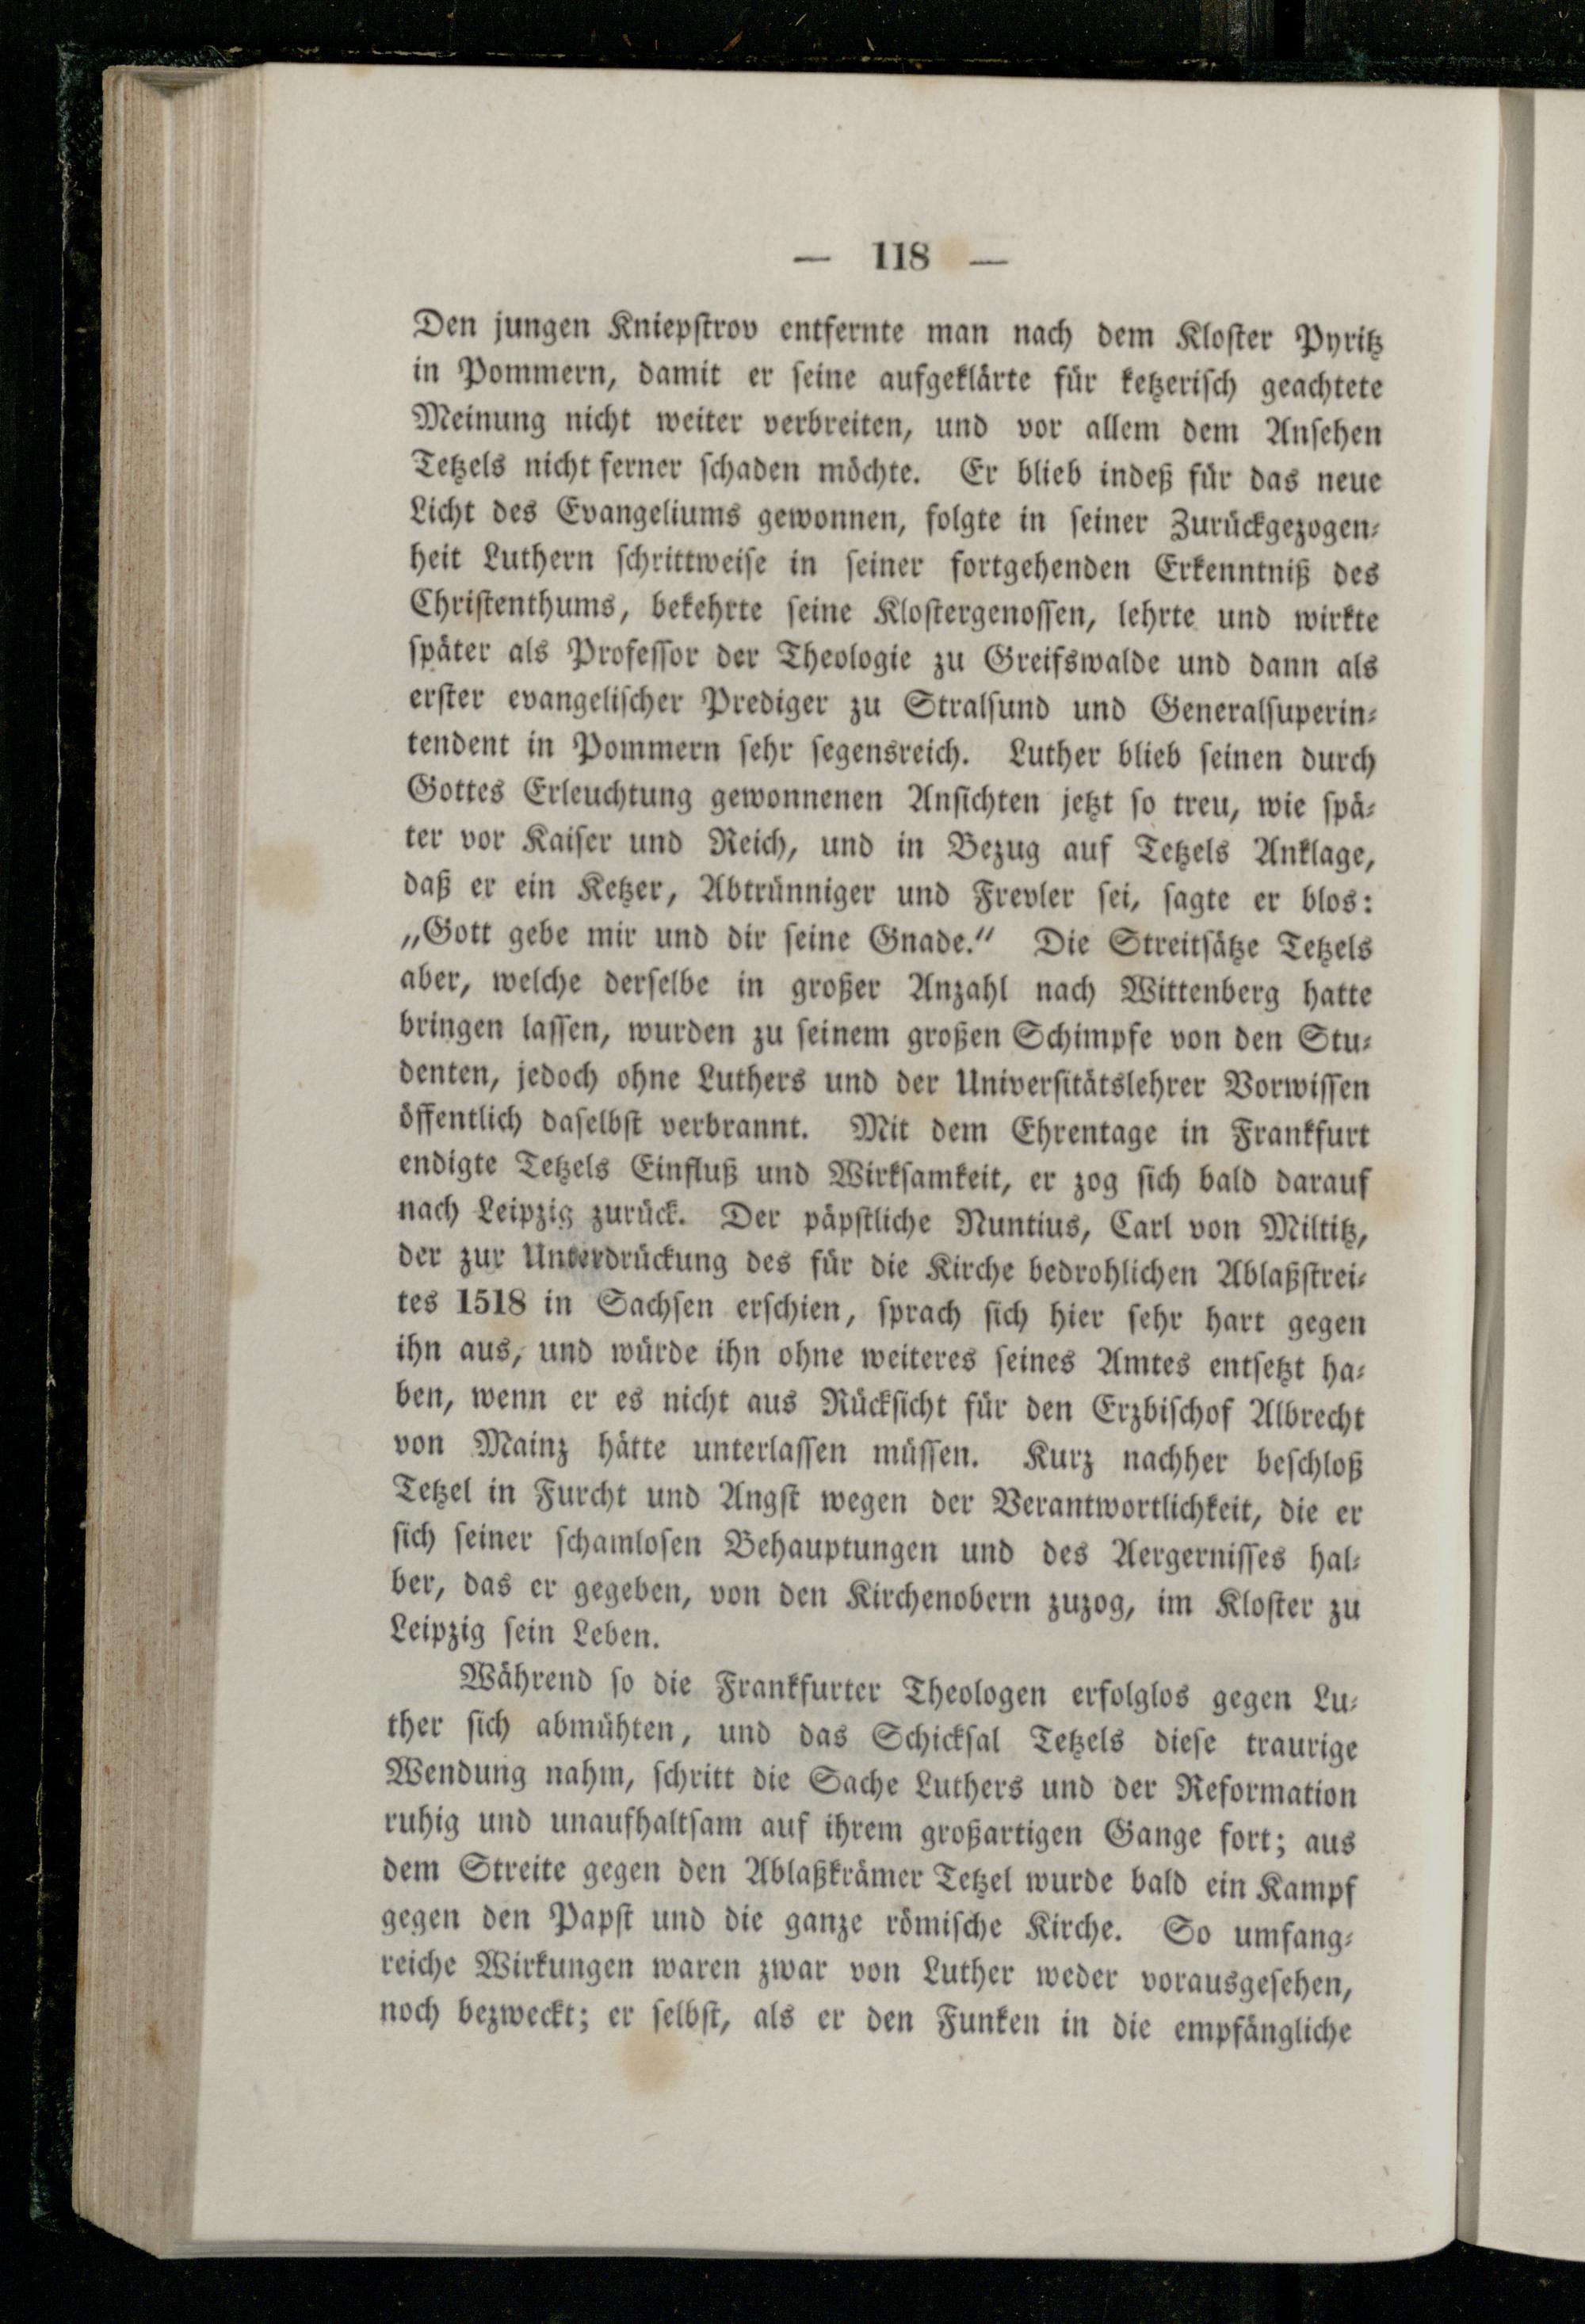 — 118 —
Den jungen Kniepstrov entfernte man nach dem Kloster Pyritz
in Pommern, damit er seine aufgeklärte für ketzerisch geachtete
Meinung nicht weiter verbreiten, und vor allem dem Ansehen
Tetzels nicht ferner schaden möchte. Er blieb indeß für das neue
Licht des Evangeliums gewonnen, folgte in seiner Zurückgezogen-
heit Luthern schrittweise in seiner fortgehenden Erkenntniß des
Christenthums, bekehrte seine Klostergenossen, lehrte und wirkte
später als Professor der Theologie zu Greifswalde und dann als
erster evangelischer Prediger zu Stralsund und Generalsuperin-
tendent in Pommern sehr segensreich. Luther blieb seinen durch
Gottes Erleuchtung gewonnenen Ansichten jetzt so treu, wie spä-
ter vor Kaiser und Reich, und in Bezug auf Tetzels Anklage,
daß er ein Ketzer, Abtrünniger und Frevler sei, sagte er blos:
„Gott gebe mir und dir seine Gnade.“ Die Streitsätze Tetzels
aber, welche derselbe in großer Anzahl nach Wittenberg hatte
bringen lassen, wurden zu seinem großen Schimpfe von den Stu-
denten, jedoch ohne Luthers und der Universitätslehrer Vorwissen
öffentlich daselbst verbrannt. Mit dem Ehrentage in Frankfurt
endigte Tetzels Einfluß und Wirksamkeit, er zog sich bald darauf
nach Leipzig zurück. Der päpstliche Nuntius, Carl von Miltitz,
der zur Unterdrückung des für die Kirche bedrohlichen Ablaßstrei-
tes 1518 in Sachsen erschien, sprach sich hier sehr hart gegen
ihn aus, und würde ihn ohne weiteres seines Amtes entsetzt ha-
ben, wenn er es nicht aus Rücksicht für den Erzbischof Albrecht
von Mainz hätte unterlassen müssen. Kurz nachher beschloß
Tetzel in Furcht und Angst wegen der Verantwortlichkeit, die er
sich seiner schamlosen Behauptungen und des Aergernisses hal-
ber, das er gegeben, von den Kirchenobern zuzog, im Kloster zu
Leipzig sein Leben.
Während so die Frankfurter Theologen erfolglos gegen Lu-
ther sich abmühten, und das Schicksal Tetzels diese traurige
Wendung nahm, schritt die Sache Luthers und der Reformation
ruhig und unaufhaltsam auf ihrem großartigen Gange fort; aus
dem Streite gegen den Ablaßkrämer Tetzel wurde bald ein Kampf
gegen den Papst und die ganze römische Kirche. So umfang-
reiche Wirkungen waren zwar von Luther weder vorausgesehen,
noch bezweckt; er selbst, als er den Funken in die empfängliche